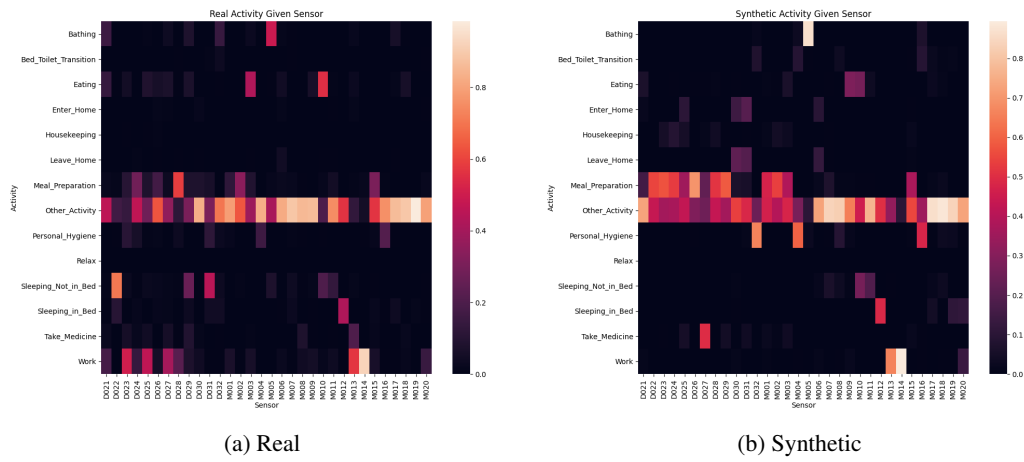 Real Activity Given Sensor
Bathing
Bed_Toilet_Transition
Eating
Enter_Home
Housekeeping
Leave_Home
Meal_Preparation
Other_Activity
Personal_Hygiene
Relax
Sleeping_Not_in_Bed
Sleeping_in_Bed
Take_Medicine
Work
Activity
D021 D022 D023 D024 D025 D026 D027 D028 D029 D030 D031 D032 M001 M002 M003 M004 M005 M006 M007 M008 M009 M010 M011 M012 M013 M014 M015 M016 M017 M018 M019 M020
Sensor
0.8
0.6
0.4
0.2
0.0
(a) Real
Synthetic Activity Given Sensor
Bathing
Bed_Toilet_Transition
Eating
Enter_Home
Housekeeping
Leave_Home
Meal_Preparation
Other_Activity
Personal_Hygiene
Relax
Sleeping_Not_in_Bed
Sleeping_in_Bed
Take_Medicine
Work
Activity
D021 D022 D023 D024 D025 D026 D027 D028 D029 D030 D031 D032 M001 M002 M003 M004 M005 M006 M007 M008 M009 M010 M011 M012 M013 M014 M015 M016 M017 M018 M019 M020
Sensor
0.8
0.7
0.6
0.5
0.4
0.3
0.2
0.1
0.0
(b) Synthetic